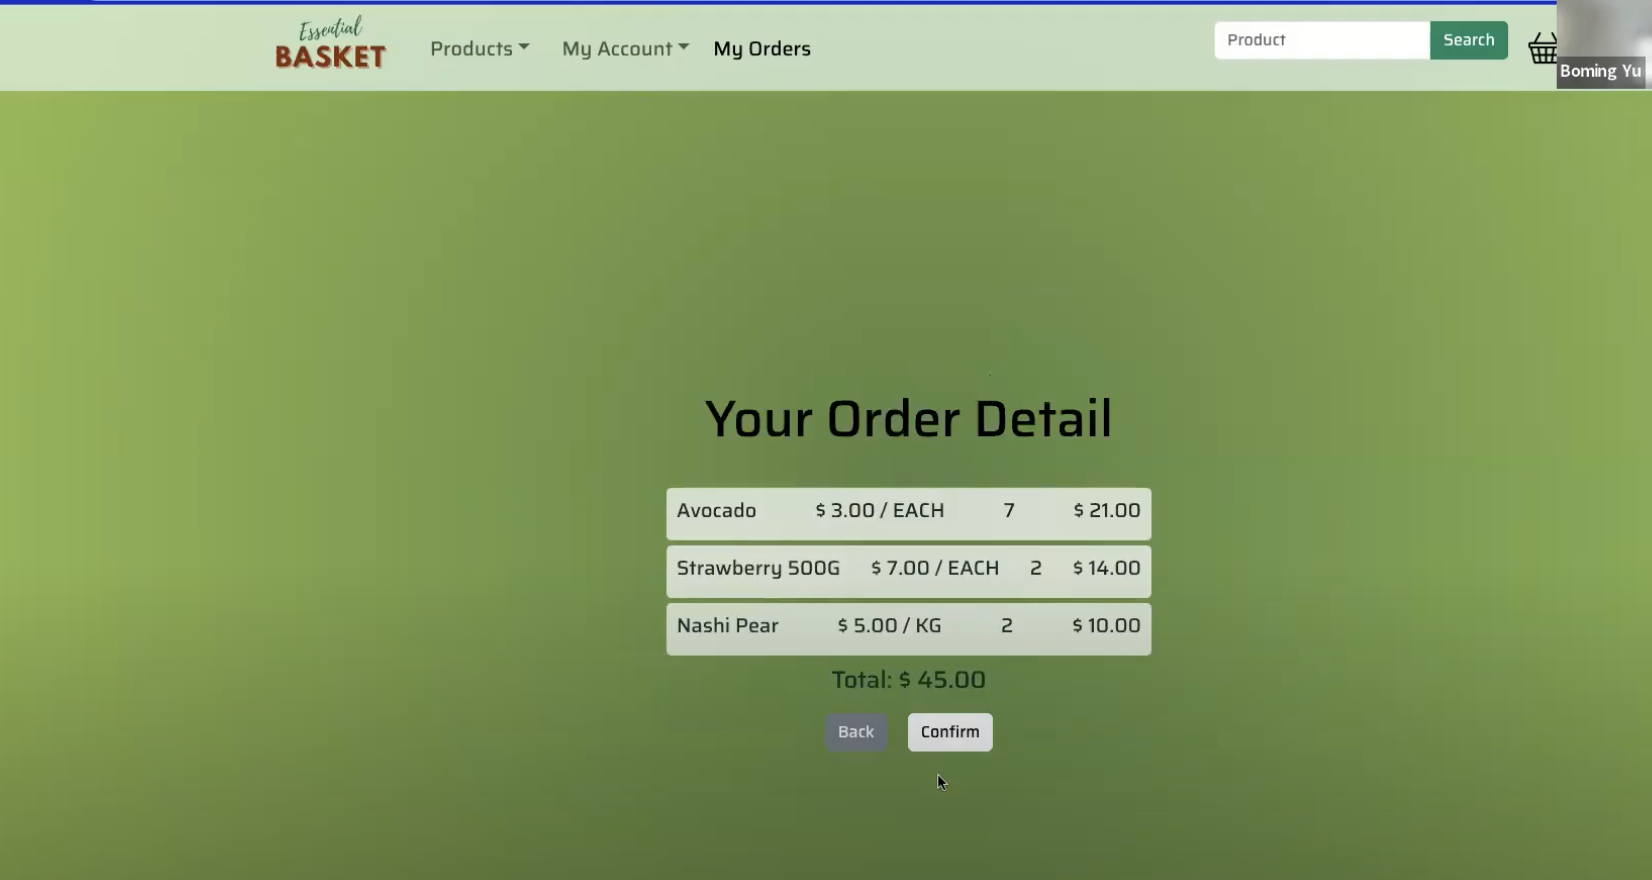 Essential
BASKET
Products
My Account
My Orders
Product
Search
Boming Yu
Your Order Detail
Avocado $ 3.00 / EACH 7 $ 21.00
Strawberry 500G $ 7.00 / EACH 2 $ 14.00
Nashi Pear $ 5.00 / KG 2 $ 10.00
Total: $ 45.00
Back
Confirm